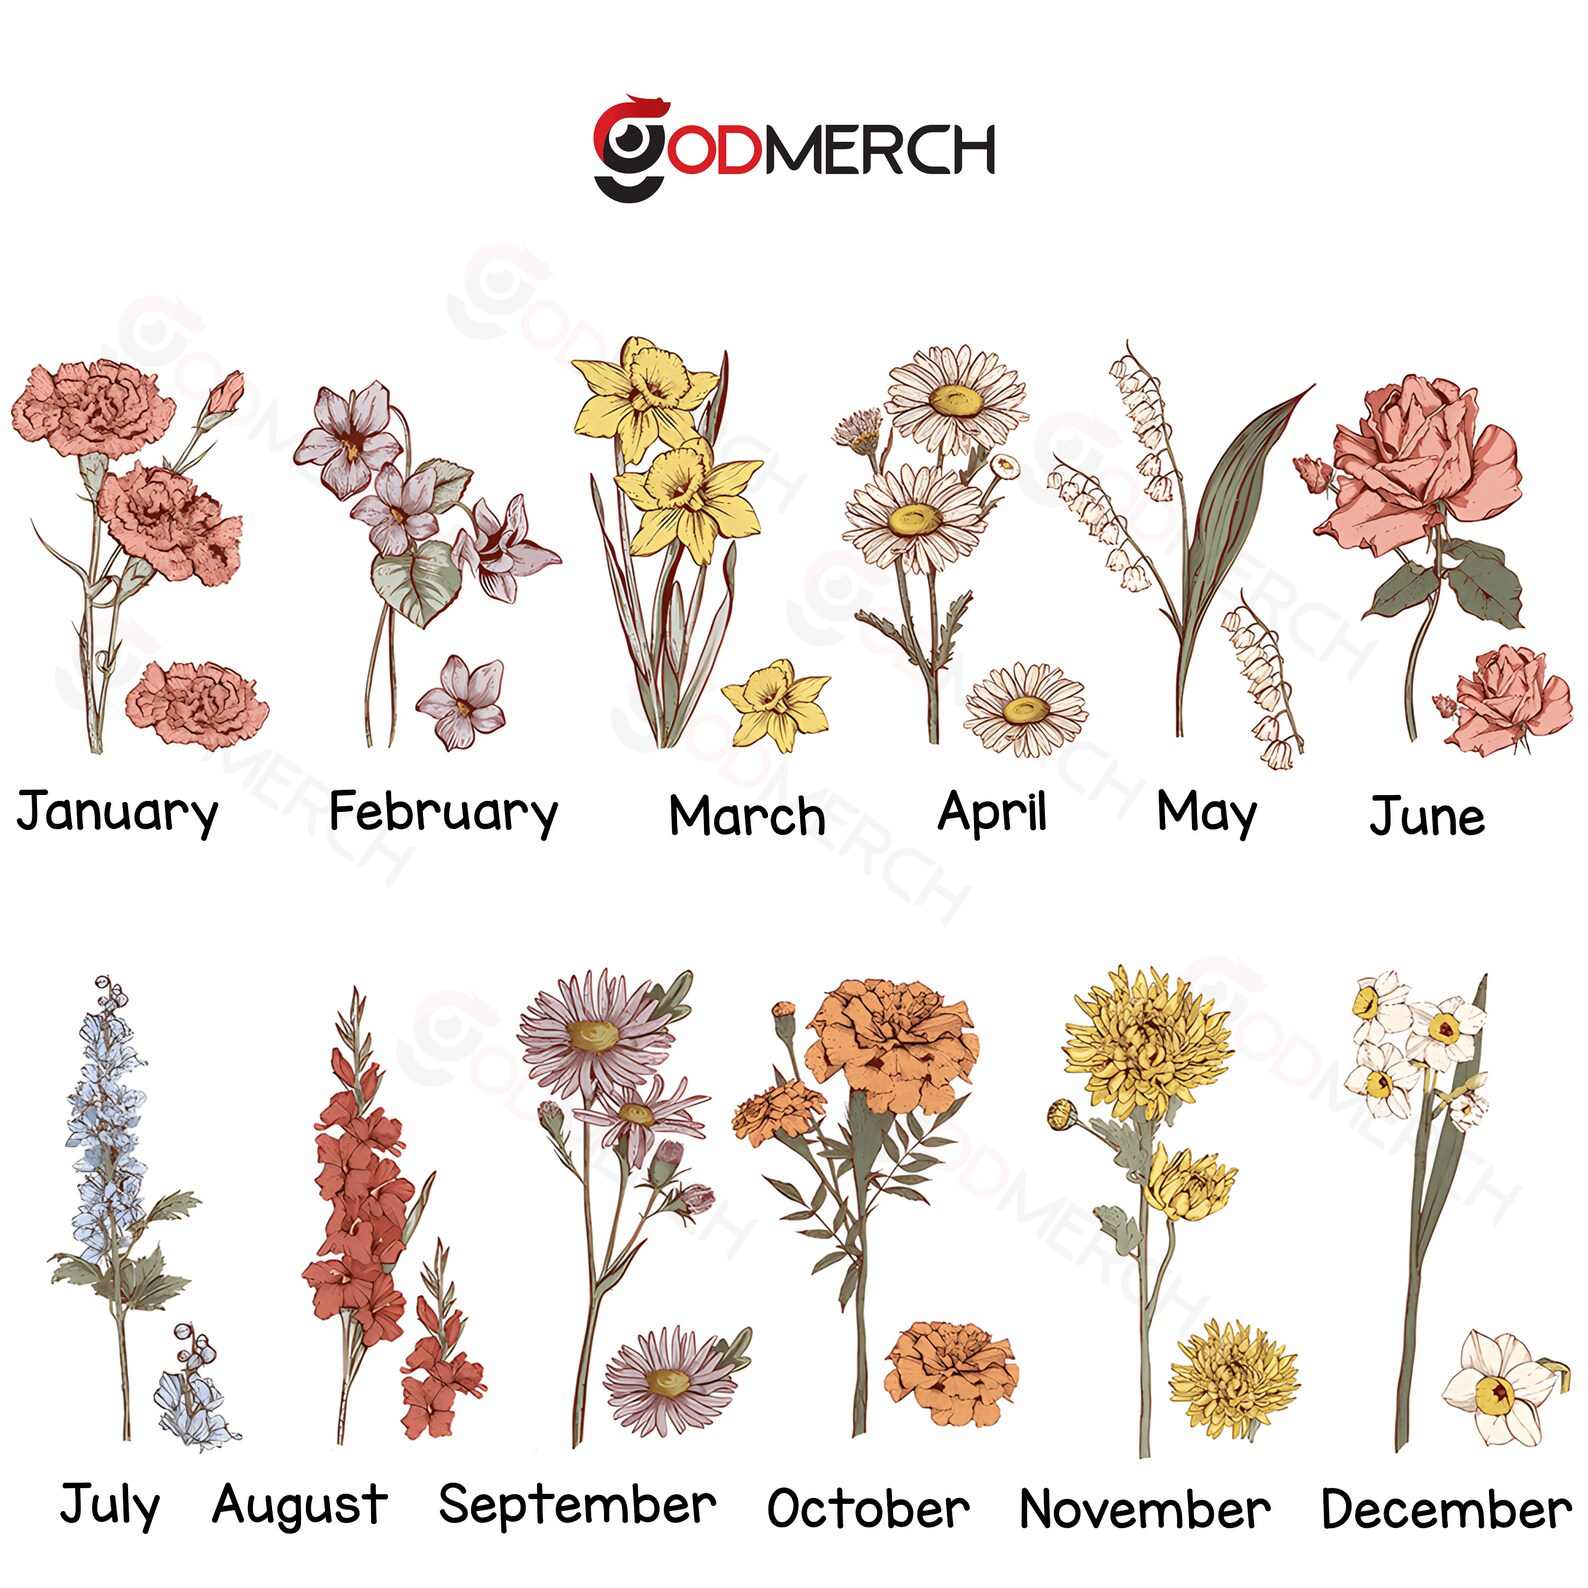 GODMERCH
January February March April May June
July August September October November December